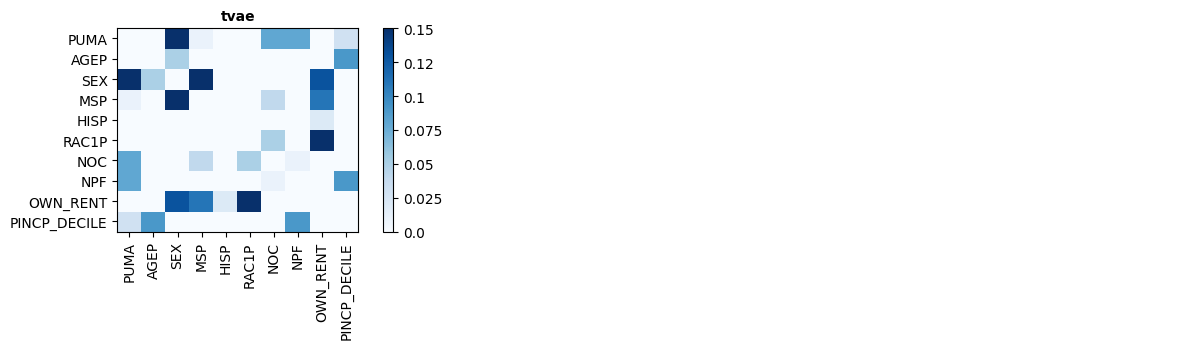 tvae
PUMA
AGEP
SEX
MSP
HISP
RAC1P
NOC
NPF
OWN_RENT
PINCP_DECILE
PUMA
AGEP
SEX
MSP
HISP
RAC1P
NOC
NPF
OWN_RENT
PINCP_DECILE
0.15
0.12
0.1
0.075
0.05
0.025
0.0